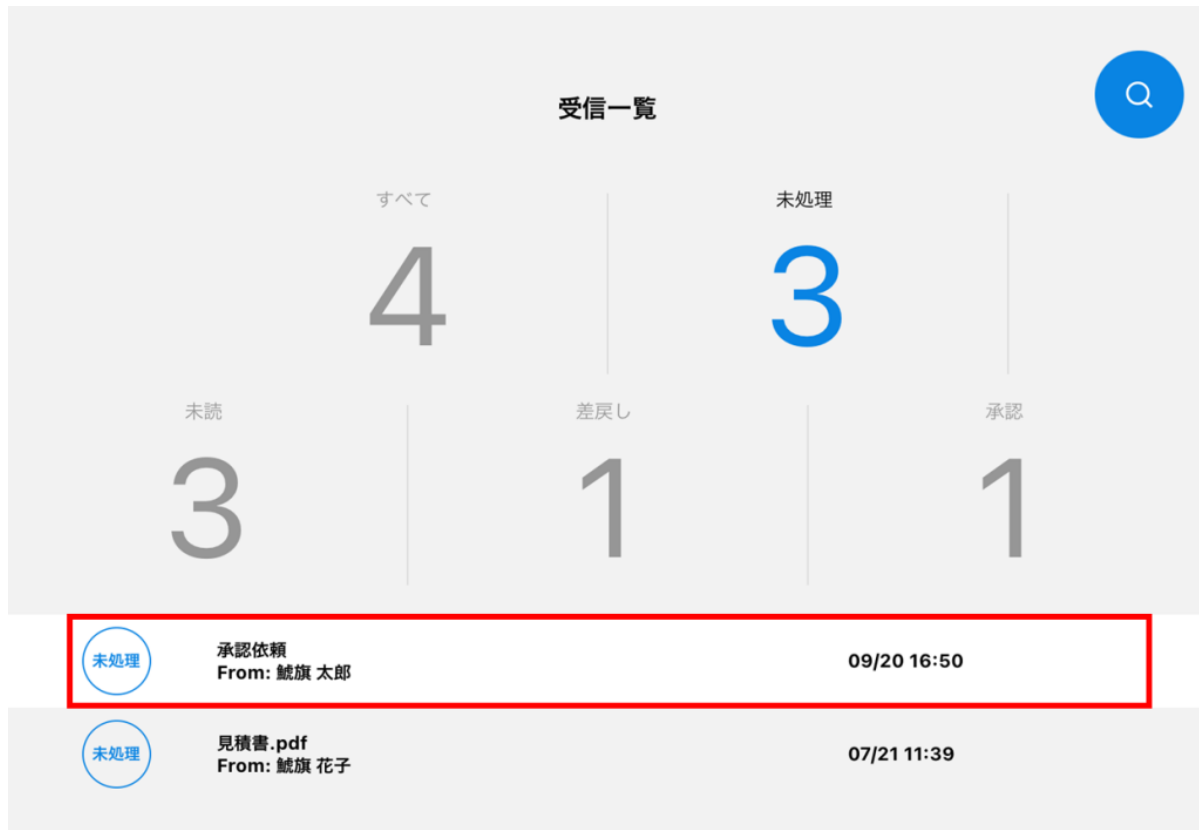 受信一覧
すべて
未処理
4
3
未読
差戻し
承認
3
1
1
未処理
承認依頼
From: 鯱旗 太郎
09/20 16:50
未処理
見積書.pdf
From: 鯱旗 花子
07/21 11:39